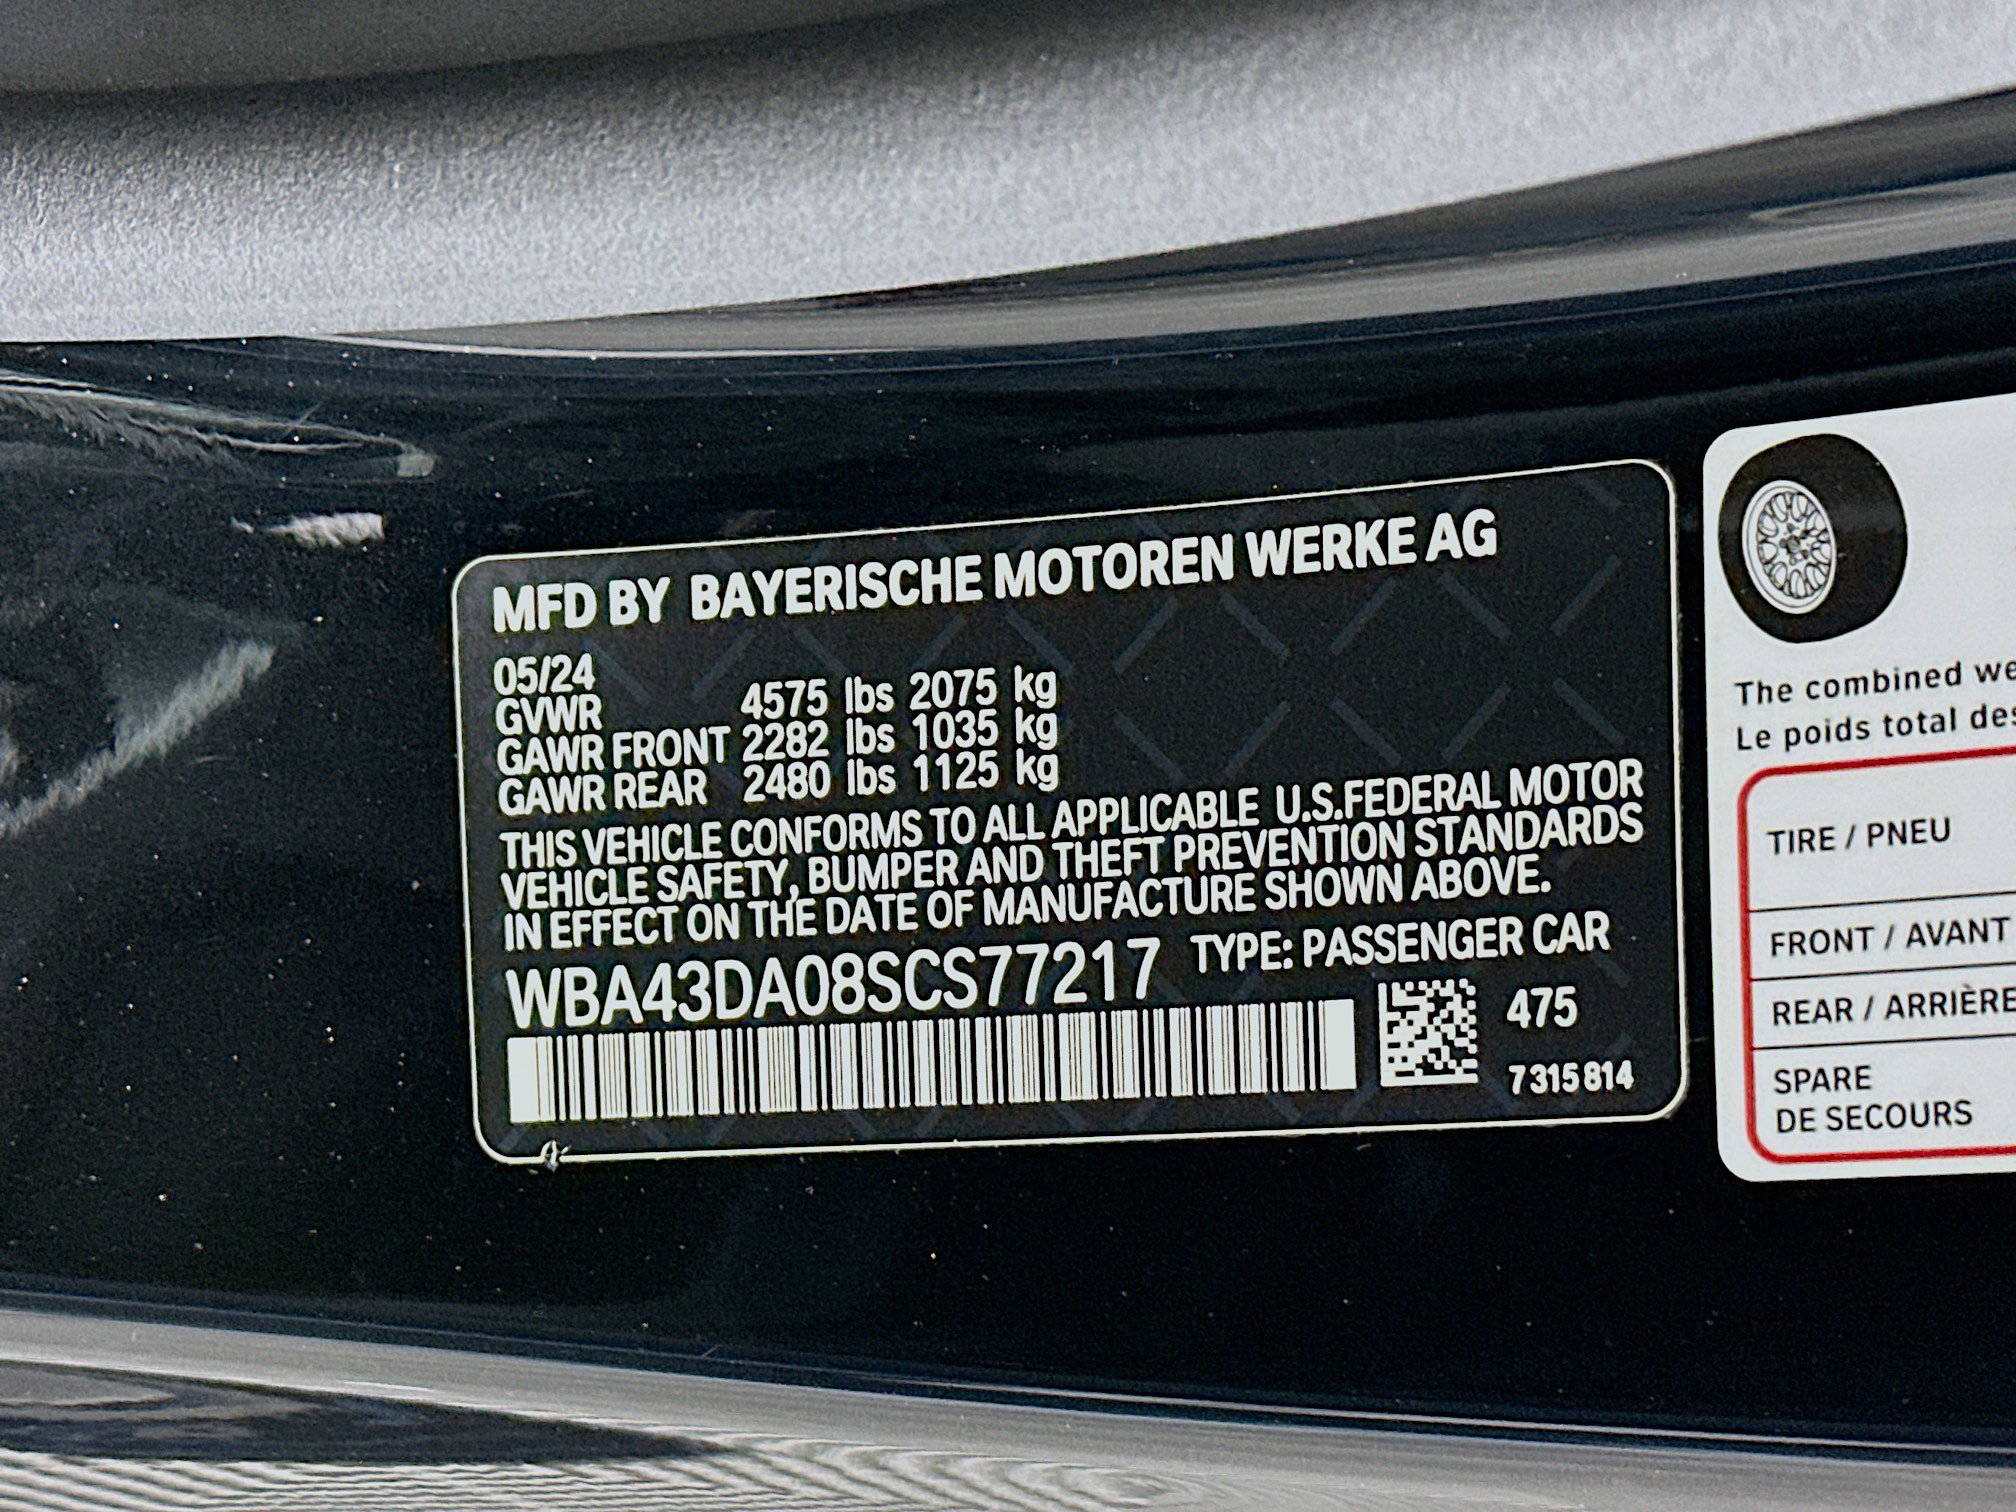 MFD BY BAYERISCHE MOTOREN WERKE AG
05/24
GVWR 4575 lbs 2075 kg
GAWR FRONT 2282 lbs 1035 kg
GAWR REAR 2480 lbs 1125 kg
THIS VEHICLE CONFORMS TO ALL APPLICABLE U.S.FEDERAL MOTOR
VEHICLE SAFETY, BUMPER AND THEFT PREVENTION STANDARDS
IN EFFECT ON THE DATE OF MANUFACTURE SHOWN ABOVE.
WBA43DA08SCS77217 TYPE: PASSENGER CAR
475
7315814
The combined we
Le poids total des
TIRE / PNEU
FRONT / AVANT
REAR / ARRIÈRE
SPARE
DE SECOURS